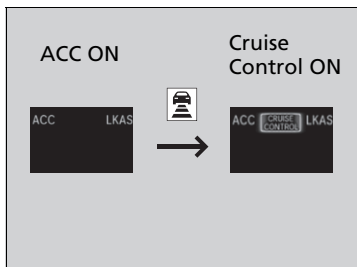 ACC ON
Cruise
Control ON
ACC LKAS
ACC CRUISE CONTROL LKAS